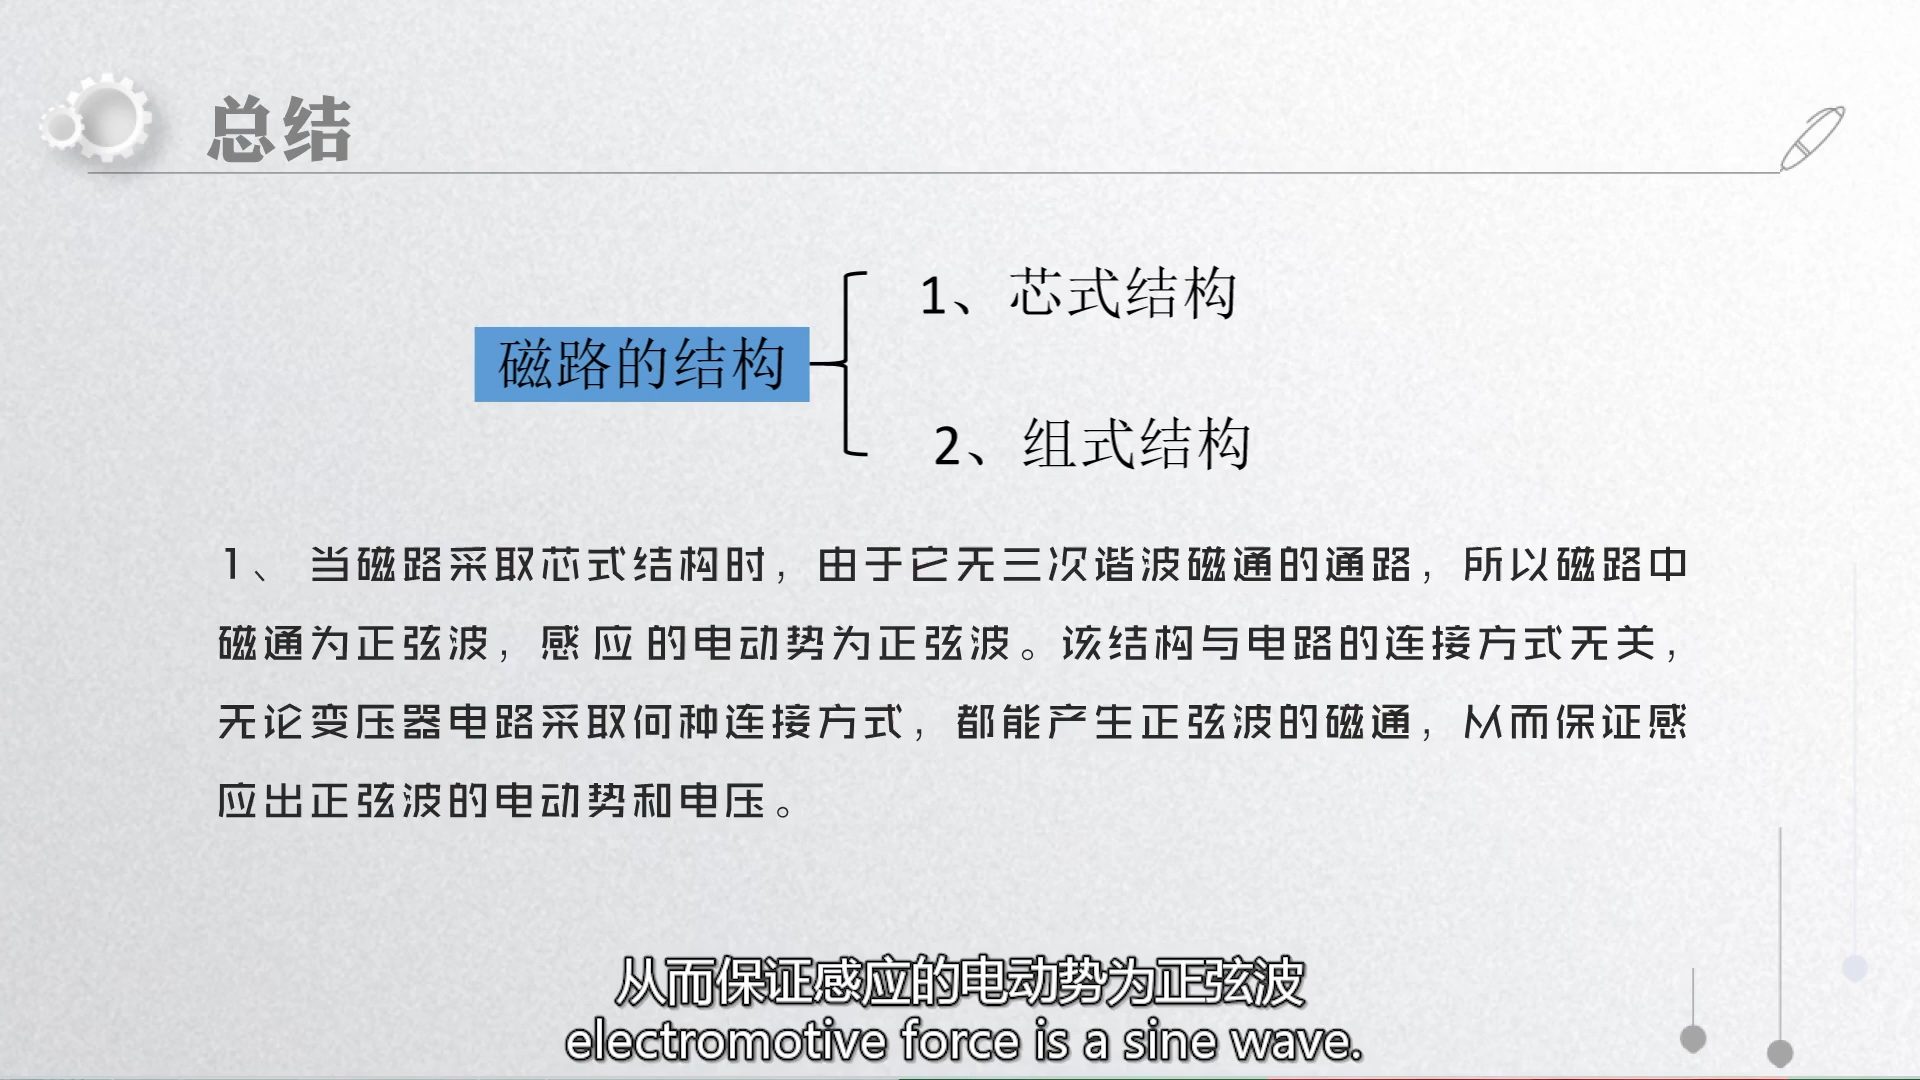 总结
1、芯式结构
磁路的结构
2、组式结构
1、 当磁路采取芯式结构时，由于它无三次谐波磁通的通路，所以磁路中
磁通为正弦波，感应的电动势为正弦波。该结构与电路的连接方式无关，
无论变压器电路采取何种连接方式，都能产生正弦波的磁通，从而保证感
应出正弦波的电动势和电压。
从而保证感应的电动势为正弦波
electromotive force is a sine wave.